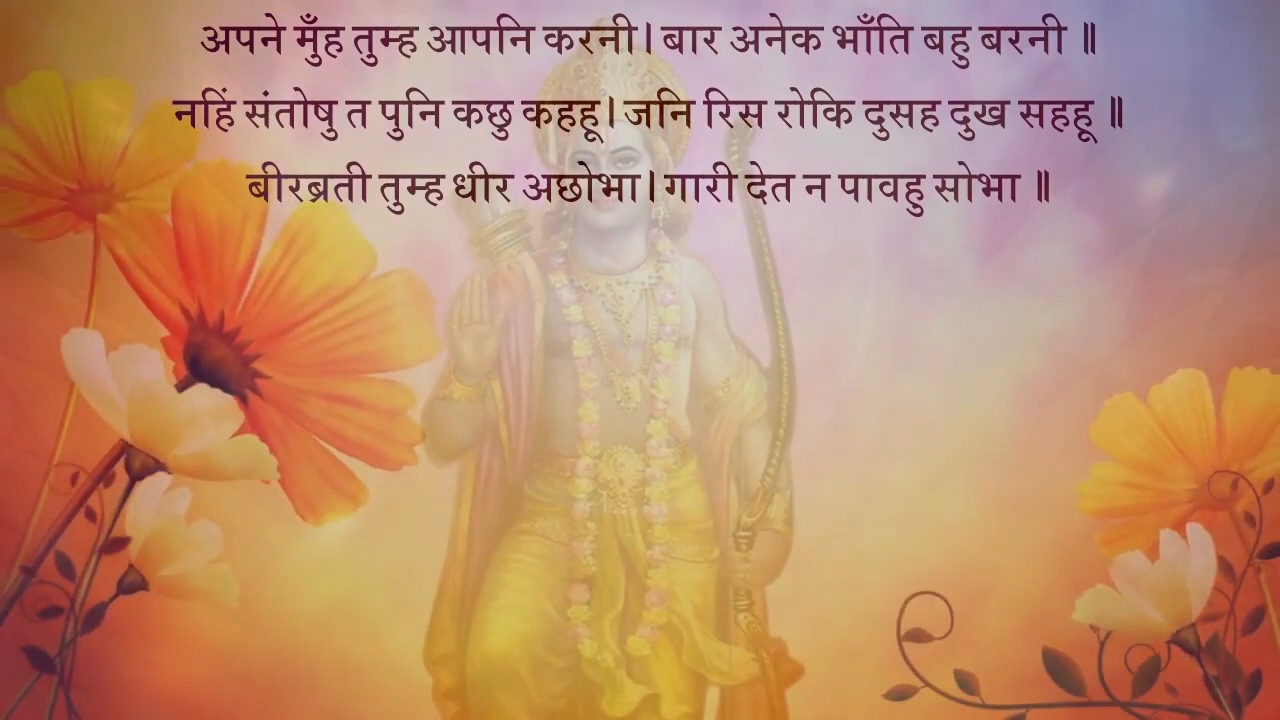 अपने मुँह तुम्ह आपनि करनी। बार अनेक भाँति बहु बरनी ॥
नहिं संतोषु त पुनि कछु कहहू। जनि रिस रोकि दुसह दुख सहहू ॥
बीरब्रती तुम्ह धीर अछोभा। गारी देत न पावहु सोभा ॥